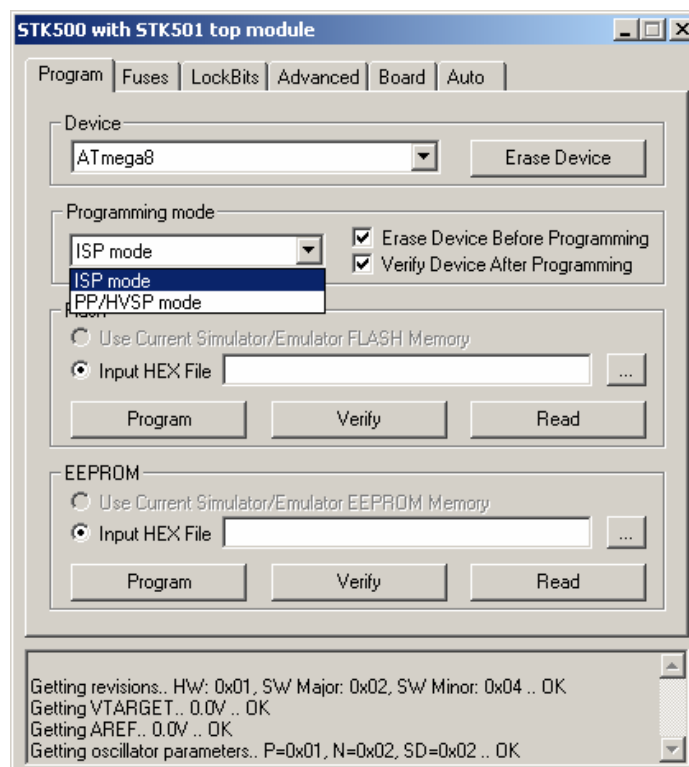 STK500 with STK501 top module
Program Fuses LockBits Advanced Board Auto
Device
ATmega8 Erase Device
Programming mode
ISP mode
Erase Device Before Programming
Verify Device After Programming
ISP mode
PP/HVSP mode
Flash
Use Current Simulator/Emulator FLASH Memory
Input HEX File ...
Program Verify Read
EEPROM
Use Current Simulator/Emulator EEPROM Memory
Input HEX File ...
Program Verify Read
Getting revisions.. HW: 0x01, SW Major: 0x02, SW Minor: 0x04 .. OK
Getting VTARGET.. 0.0V .. OK
Getting AREF.. 0.0V .. OK
Getting oscillator parameters.. P=0x01, N=0x02, SD=0x02 .. OK